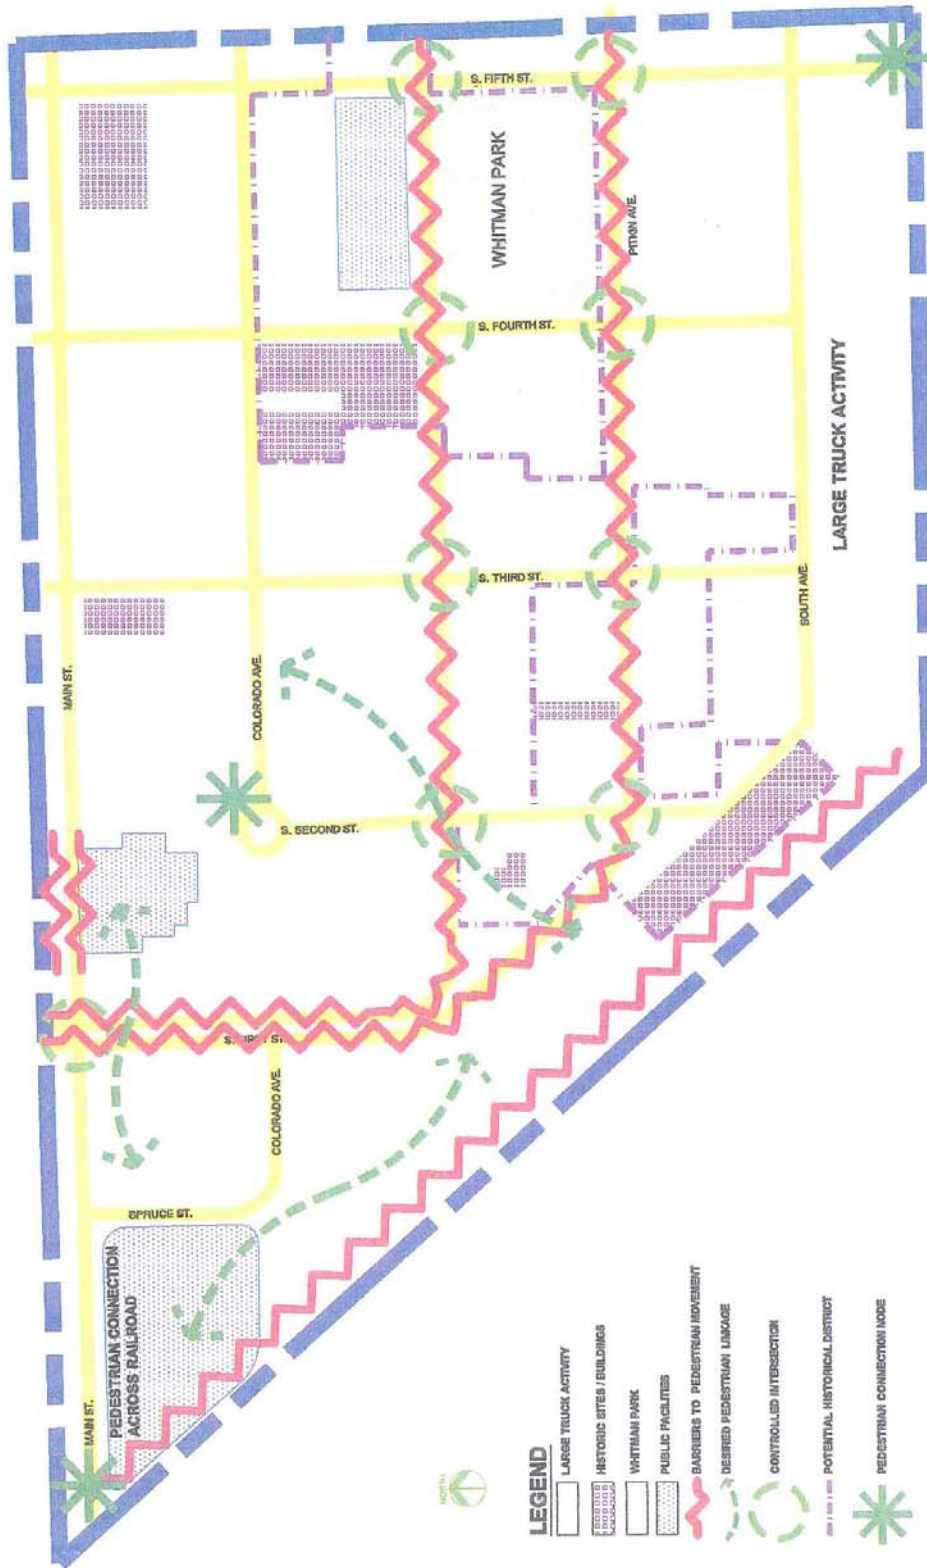 S. FIFTH ST.
WHITMAN PARK
PITKIN AVE.
S. FOURTH ST.
LARGE TRUCK ACTIVITY
S. THIRD ST.
SOUTH AVE.
MAIN ST.
COLORADO AVE.
S. SECOND ST.
S. FIRST ST.
COLORADO AVE.
SPRUCE ST.
PEDESTRIAN CONNECTION
ACROSS RAILROAD
MAIN ST.
NORTH
LEGEND
LARGE TRUCK ACTIVITY
HISTORIC SITES / BUILDINGS
WHITMAN PARK
PUBLIC FACILITIES
BARRIERS TO PEDESTRIAN MOVEMENT
DESIRED PEDESTRIAN LINKAGE
CONTROLLED INTERSECTION
POTENTIAL HISTORICAL DISTRICT
PEDESTRIAN CONNECTION NODE